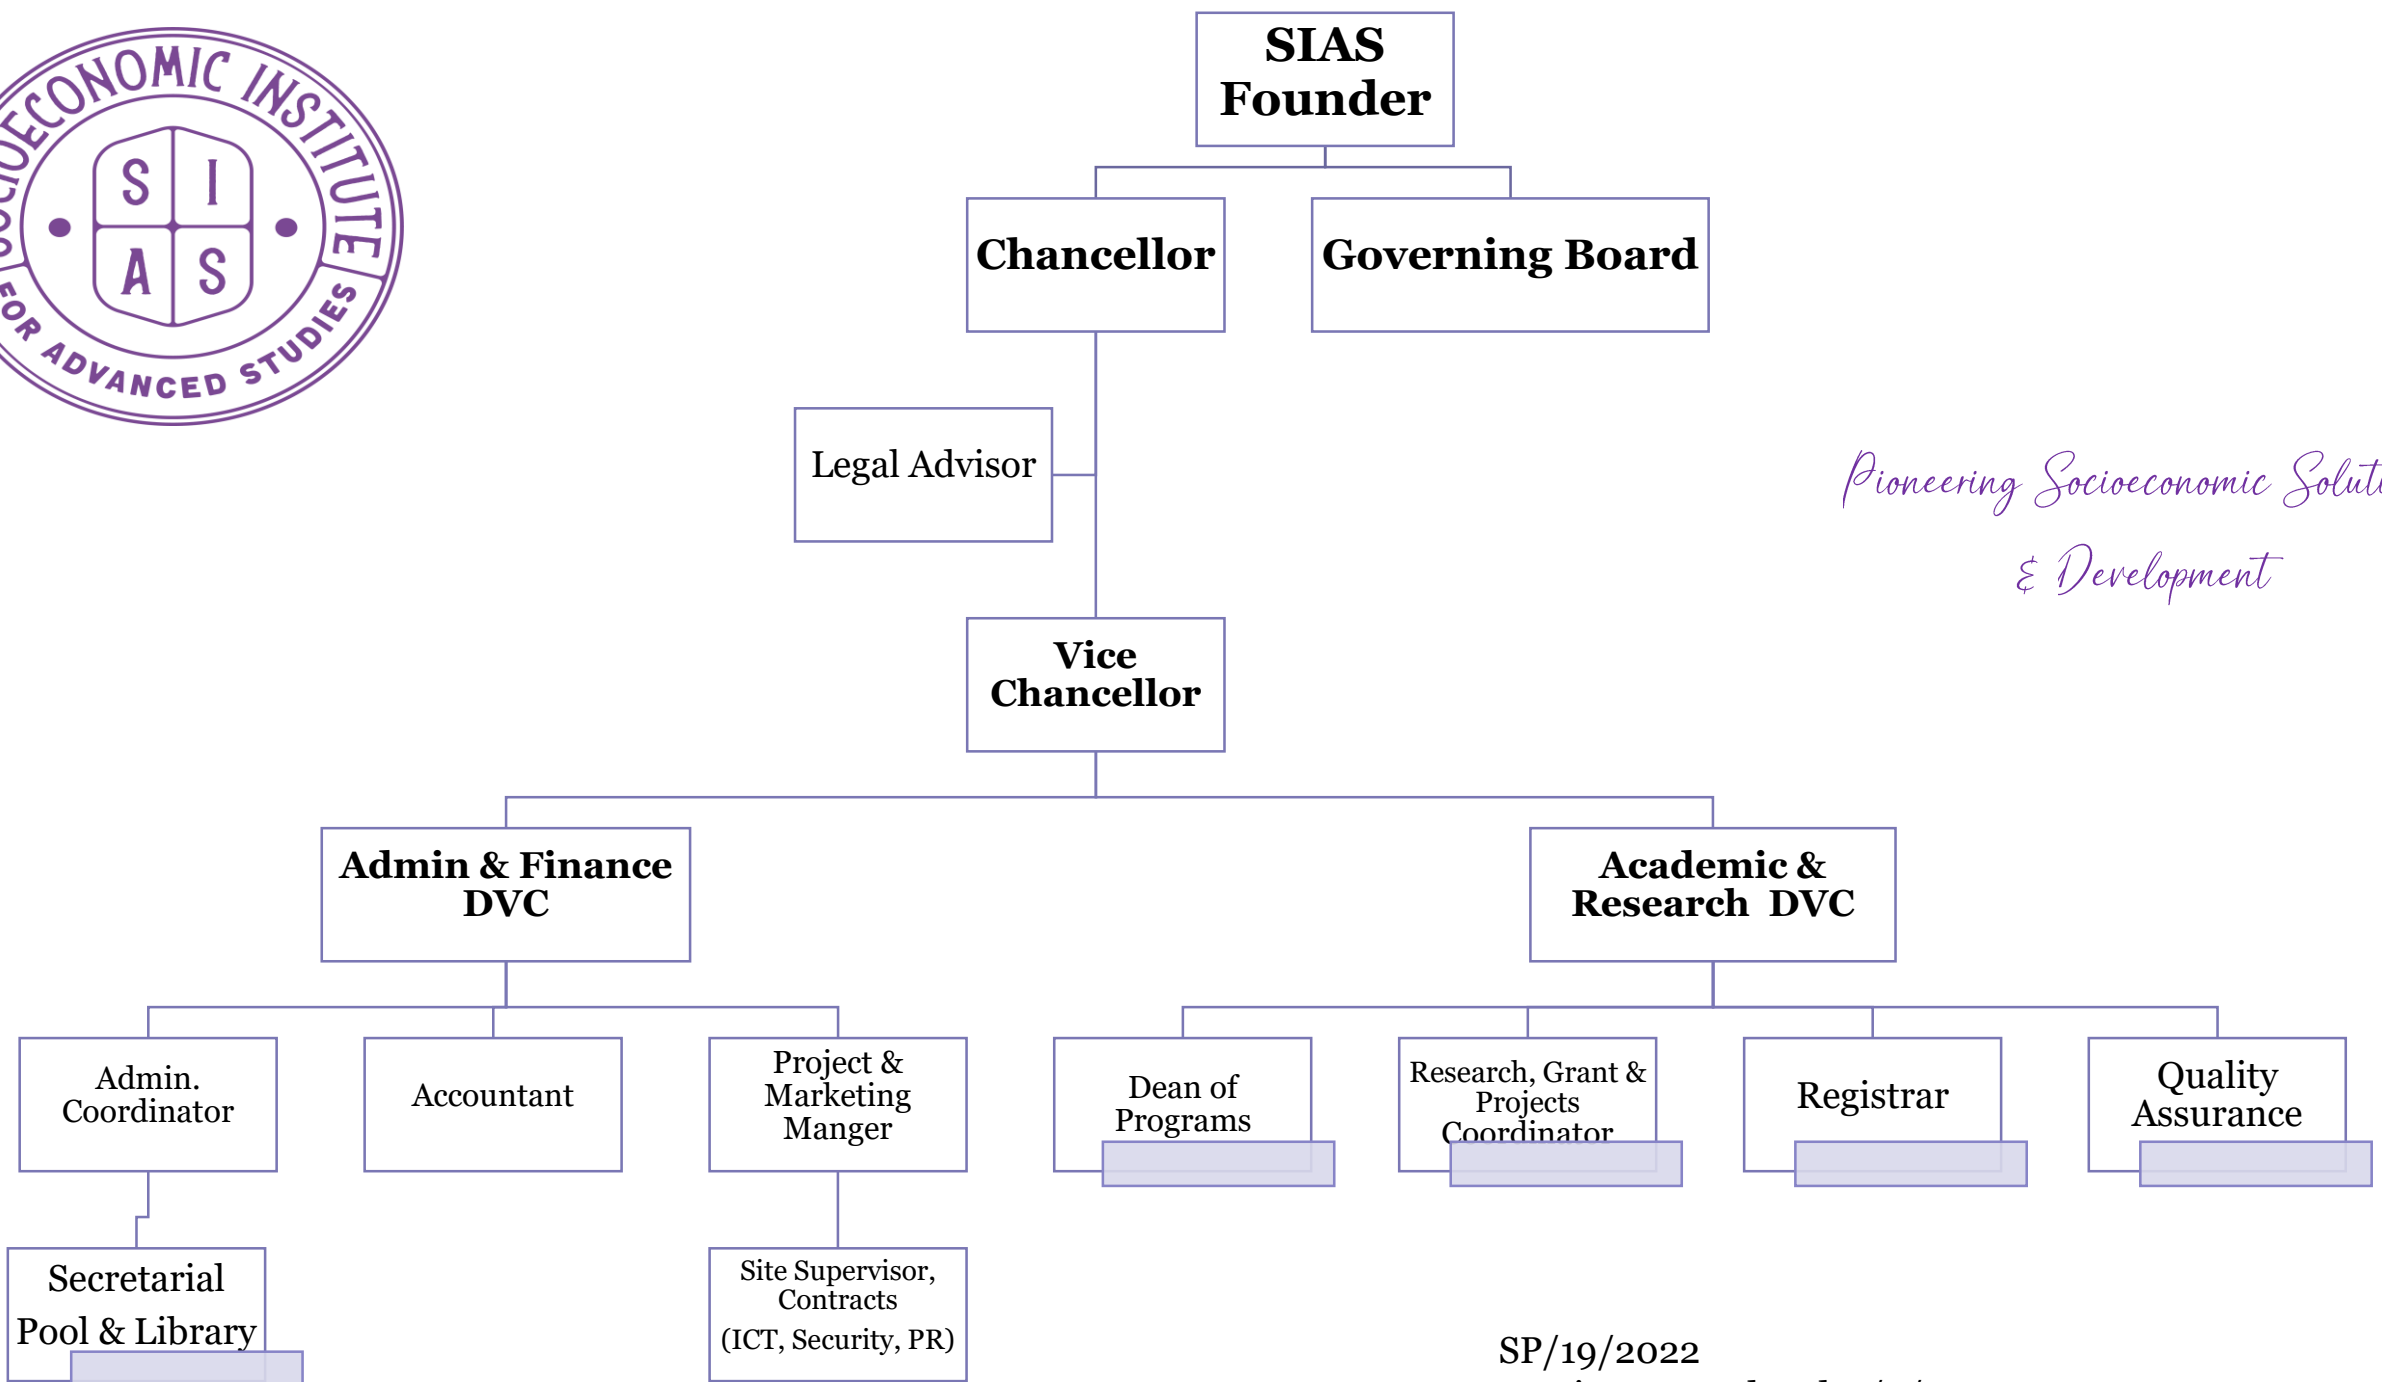 SOCIOECONOMIC INSTITUTE
S I
A S
FOR ADVANCED STUDIES
SIAS
Founder
Chancellor
Governing Board
Legal Advisor
Pioneering Socioeconomic
& Development
Vice
Chancellor
Admin & Finance
DVC
Academic &
Research DVC
Admin.
Coordinator
Accountant
Project &
Marketing
Manger
Dean of
Programs
Research, Grant &
Projects
Coordinator
Registrar
Quality
Assurance
Secretarial
Pool & Library
Site Supervisor,
Contracts
(ICT, Security, PR)
SP/19/2022